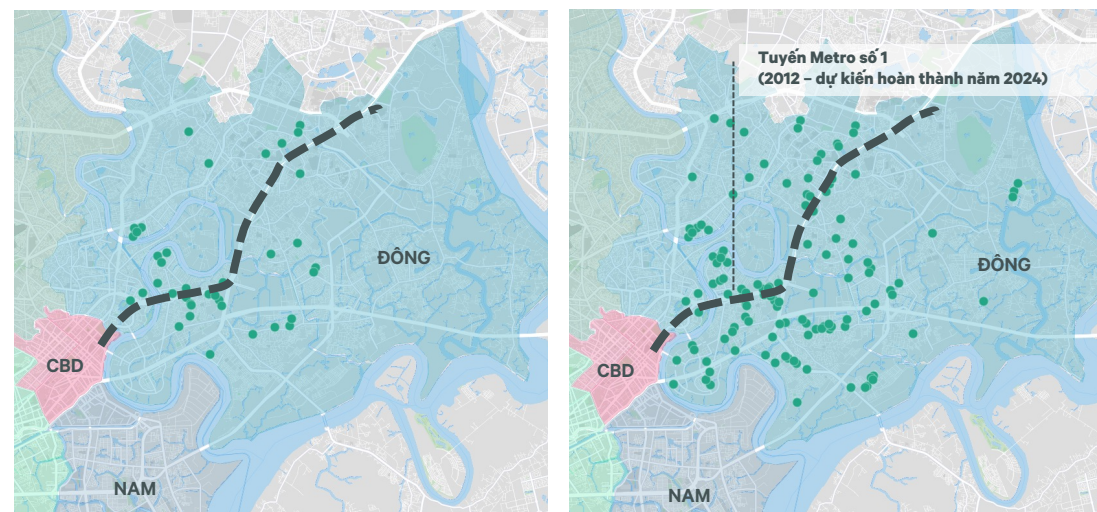 ĐÔNG
CBD
NAM
Tuyến Metro số 1
(2012 – dự kiến hoàn thành năm 2024)
ĐÔNG
CBD
NAM